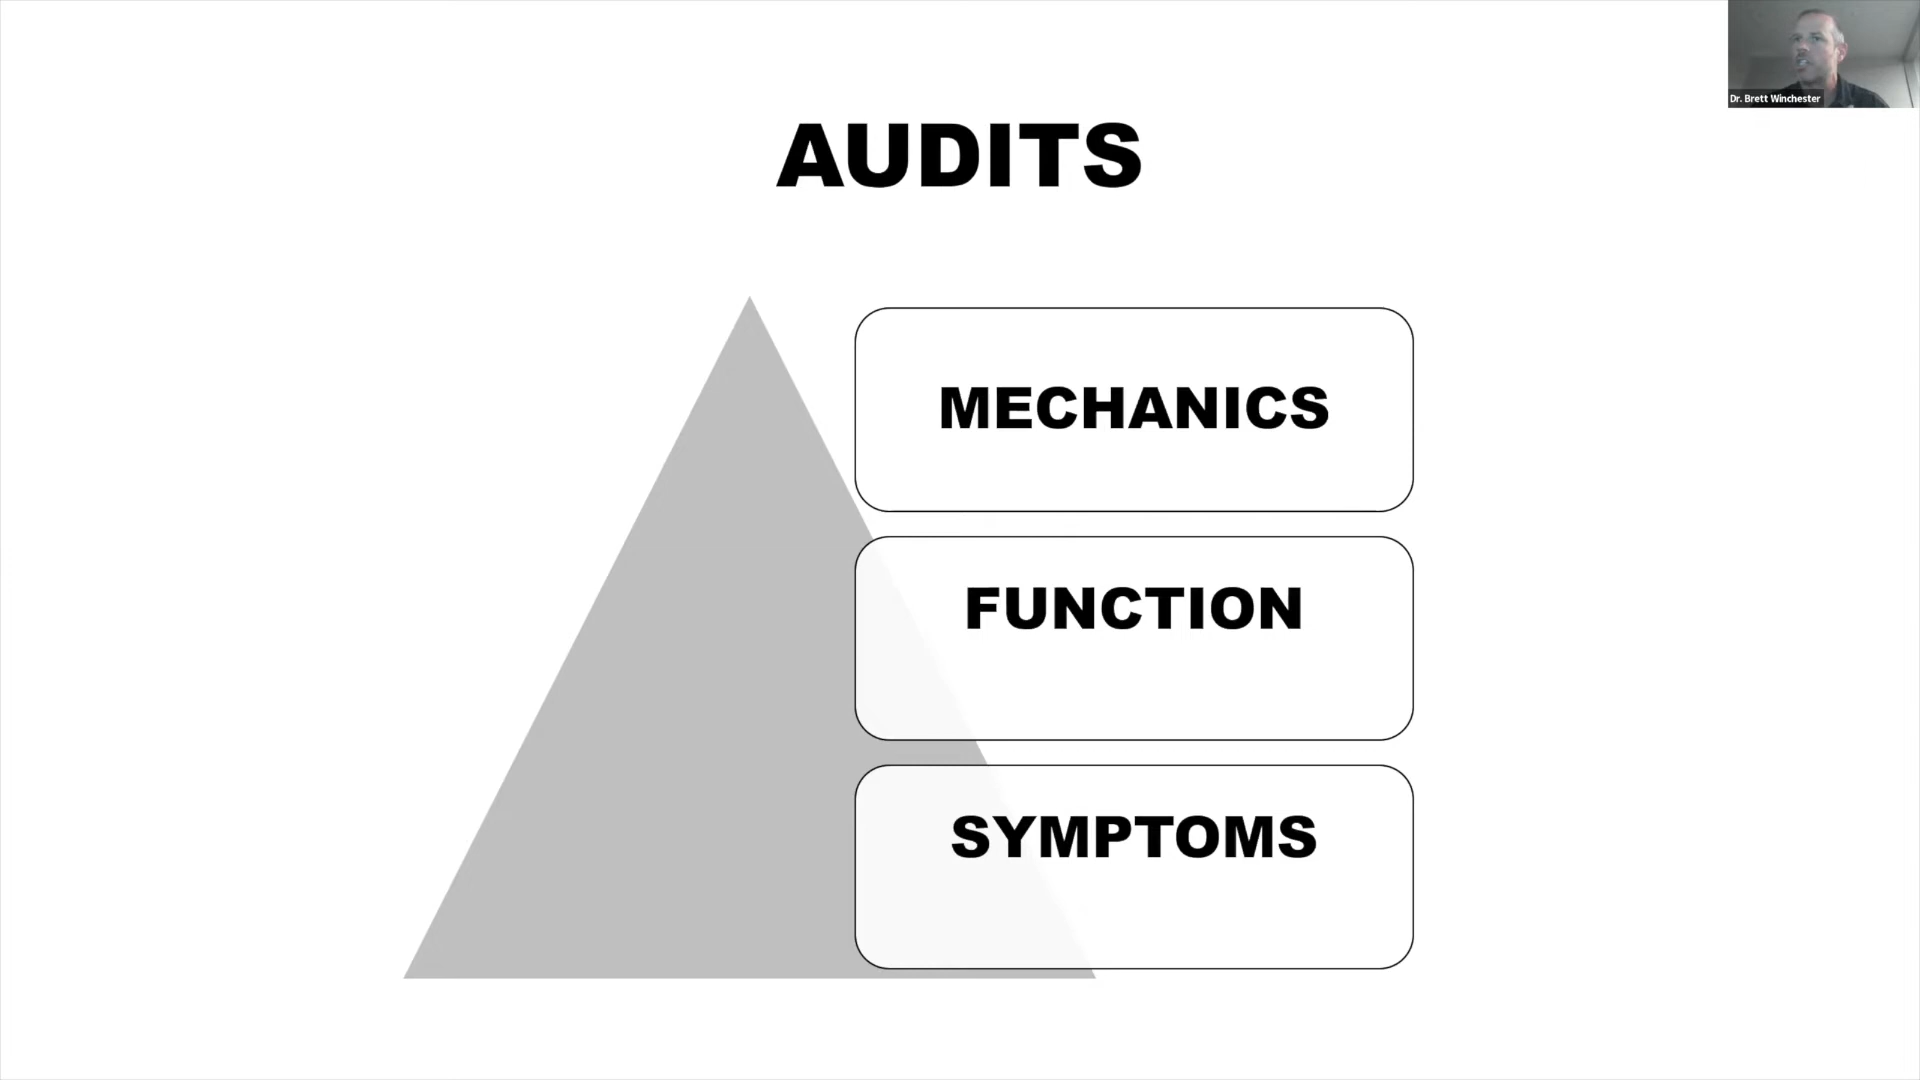 Dr. Brett Winchester
AUDITS
MECHANICS
FUNCTION
SYMPTOMS